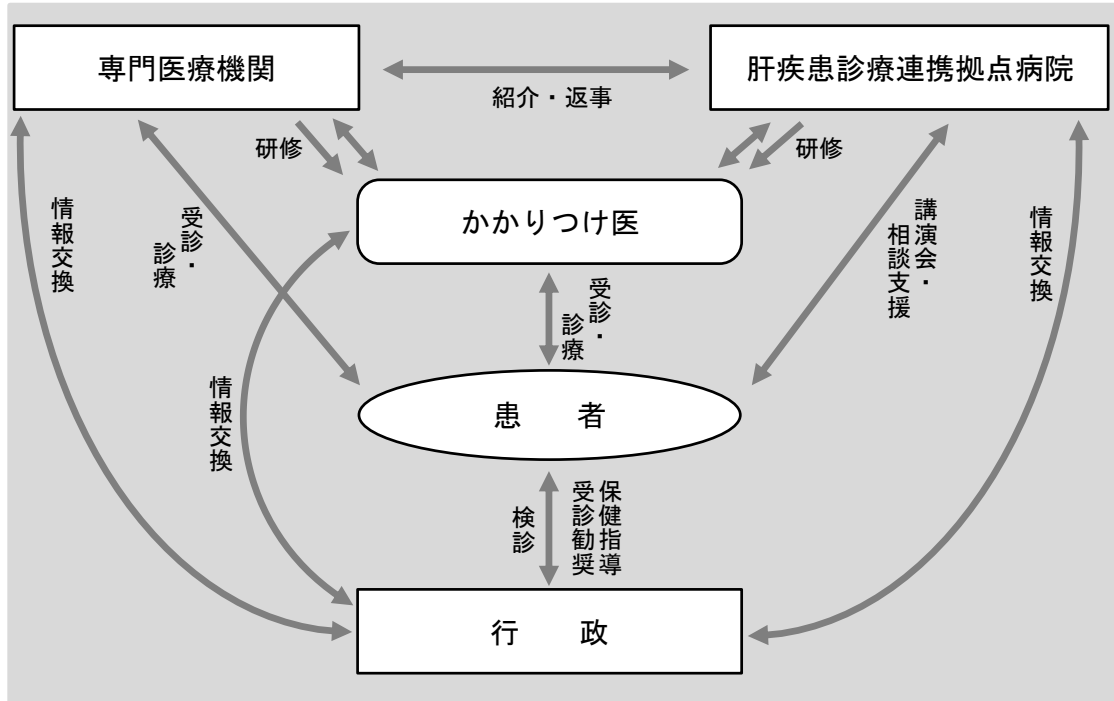 専門医療機関
肝疾患診療連携拠点病院
紹介・返事
研修
研修
かかりつけ医
情報交換
受診・
診療
講演会・
相談支援
情報交換
受診・
診療
情報交換
患　　者
検診
保健指導
受診勧奨
行　　政